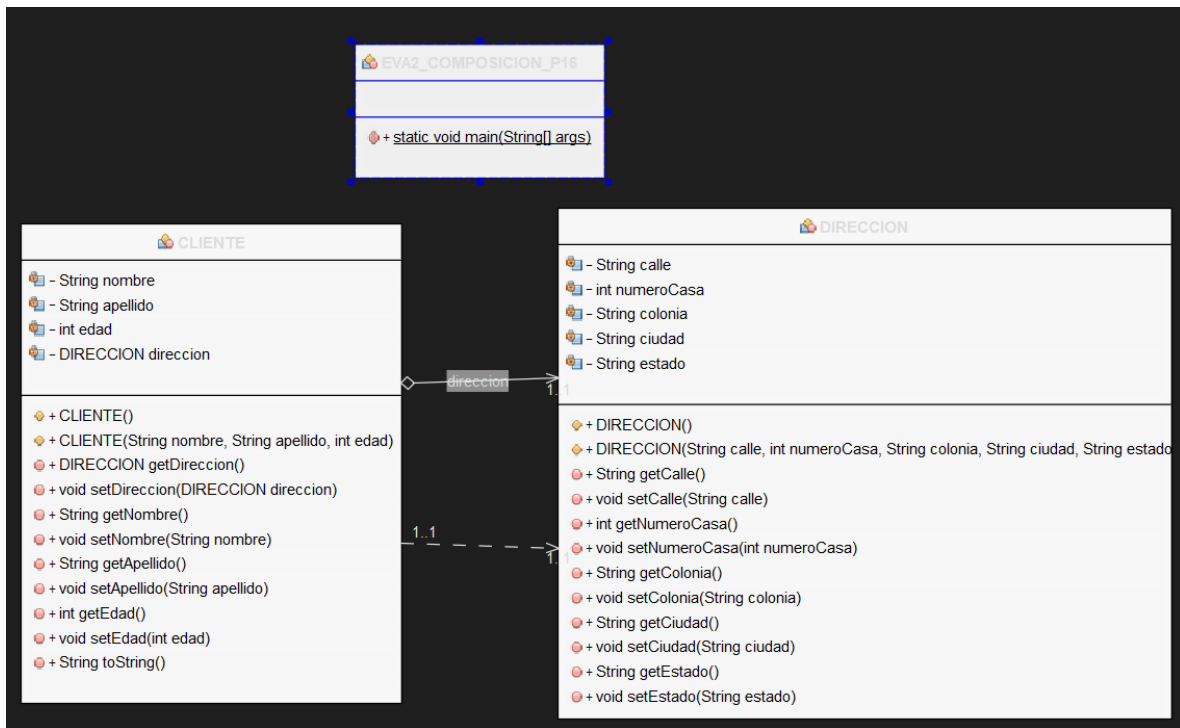 EVA2_COMPOSICION_P16
+ static void main(String[] args)
CLIENTE
- String nombre
- String apellido
- int edad
- DIRECCION direccion
+ CLIENTE()
+ CLIENTE(String nombre, String apellido, int edad)
+ DIRECCION getDireccion()
+ void setDireccion(DIRECCION direccion)
+ String getNombre()
+ void setNombre(String nombre)
+ String getApellido()
+ void setApellido(String apellido)
+ int getEdad()
+ void setEdad(int edad)
+ String toString()
direccion
1..1
1..1
1..1
DIRECCION
- String calle
- int numeroCasa
- String colonia
- String ciudad
- String estado
+ DIRECCION()
+ DIRECCION(String calle, int numeroCasa, String colonia, String ciudad, String estado
+ String getCalle()
+ void setCalle(String calle)
+ int getNumeroCasa()
+ void setNumeroCasa(int numeroCasa)
+ String getColonia()
+ void setColonia(String colonia)
+ String getCiudad()
+ void setCiudad(String ciudad)
+ String getEstado()
+ void setEstado(String estado)